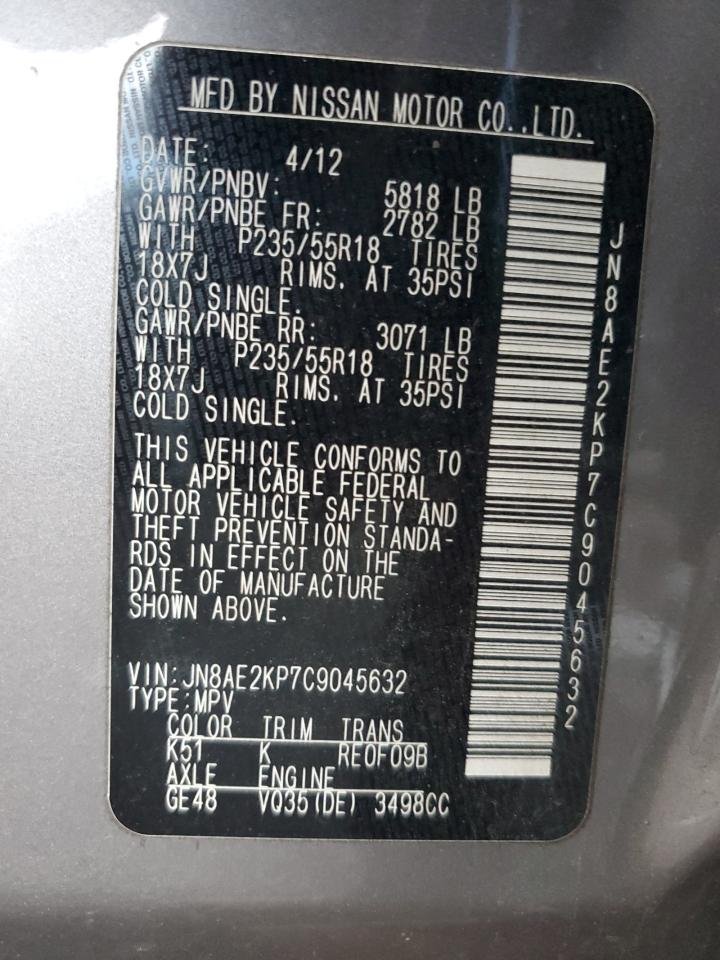 MFD BY NISSAN MOTOR CO.,LTD.
DATE: 4/12
GVWR/PNBV: 5818 LB
GAWR/PNBE FR: 2782 LB
WITH P235/55R18 TIRES
18X7J RIMS. AT 35PSI
COLD SINGLE.
GAWR/PNBE RR: 3071 LB
WITH P235/55R18 TIRES
18X7J RIMS. AT 35PSI
COLD SINGLE.
THIS VEHICLE CONFORMS TO
ALL APPLICABLE FEDERAL
MOTOR VEHICLE SAFETY AND
THEFT PREVENTION STANDA-
RDS IN EFFECT ON THE
DATE OF MANUFACTURE
SHOWN ABOVE.
VIN:JN8AE2KP7C9045632
TYPE:MPV
COLOR TRIM TRANS
K51 K RE0F09B
AXLE ENGINE
GE48 VQ35(DE) 3498CC
JN8AE2KP7C9045632